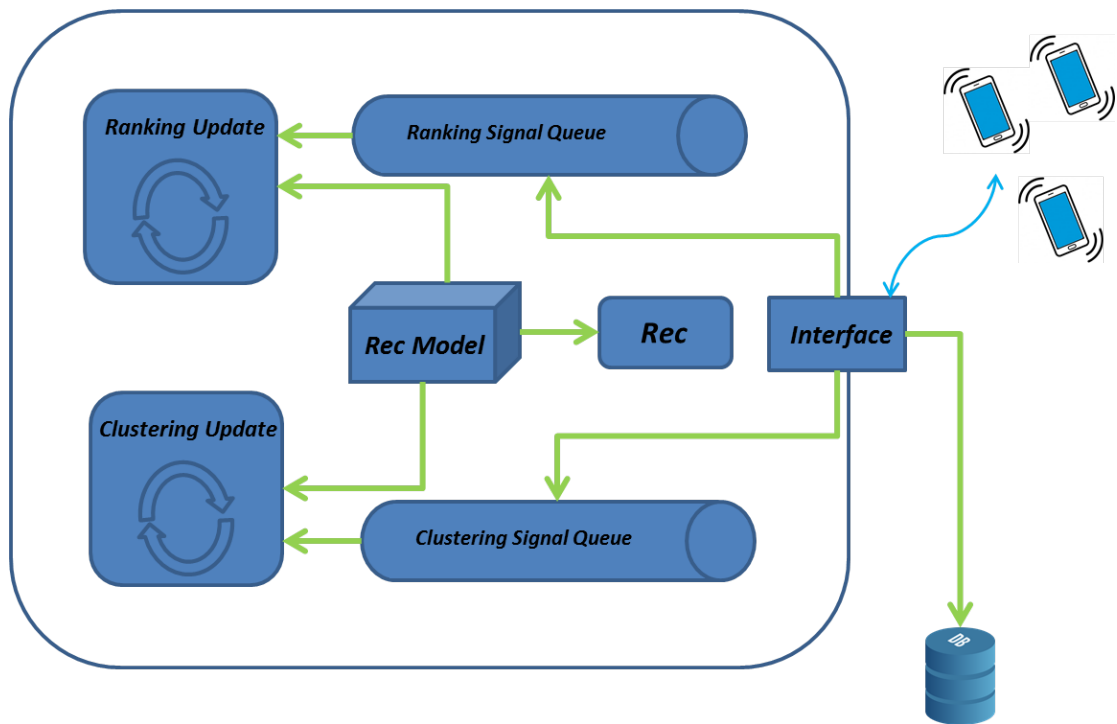 Ranking Update
Ranking Signal Queue
Rec Model
Rec
Interface
Clustering Update
Clustering Signal Queue
DB